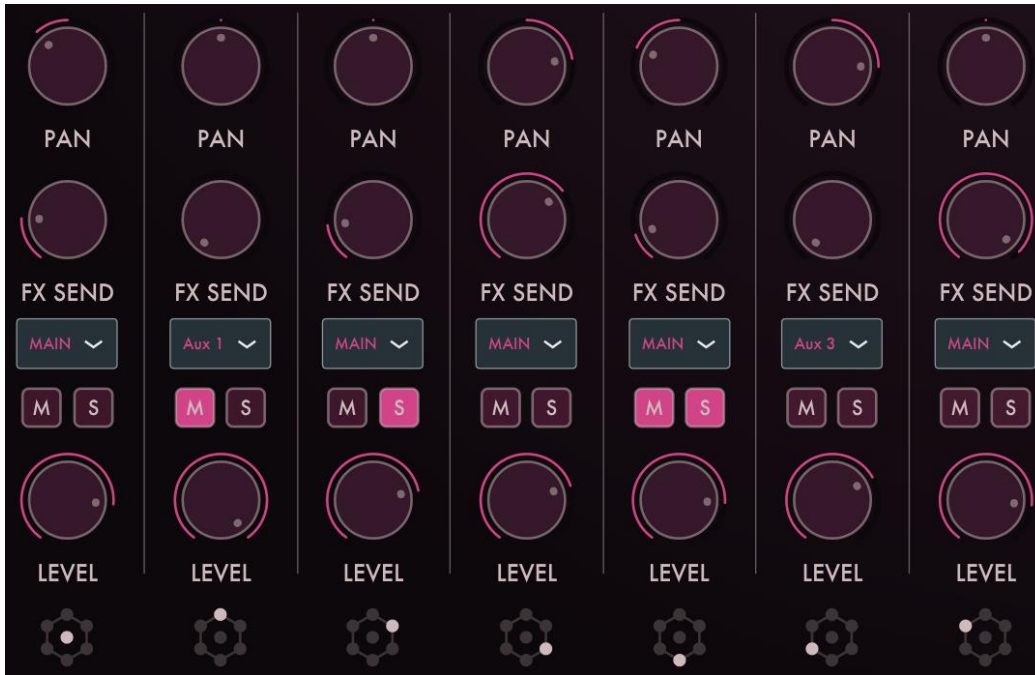 PAN PAN PAN PAN PAN PAN PAN
FX SEND FX SEND FX SEND FX SEND FX SEND FX SEND FX SEND
MAIN Aux 1 MAIN MAIN MAIN Aux 3 MAIN
M S M S M S M S M S M S M S
LEVEL LEVEL LEVEL LEVEL LEVEL LEVEL LEVEL